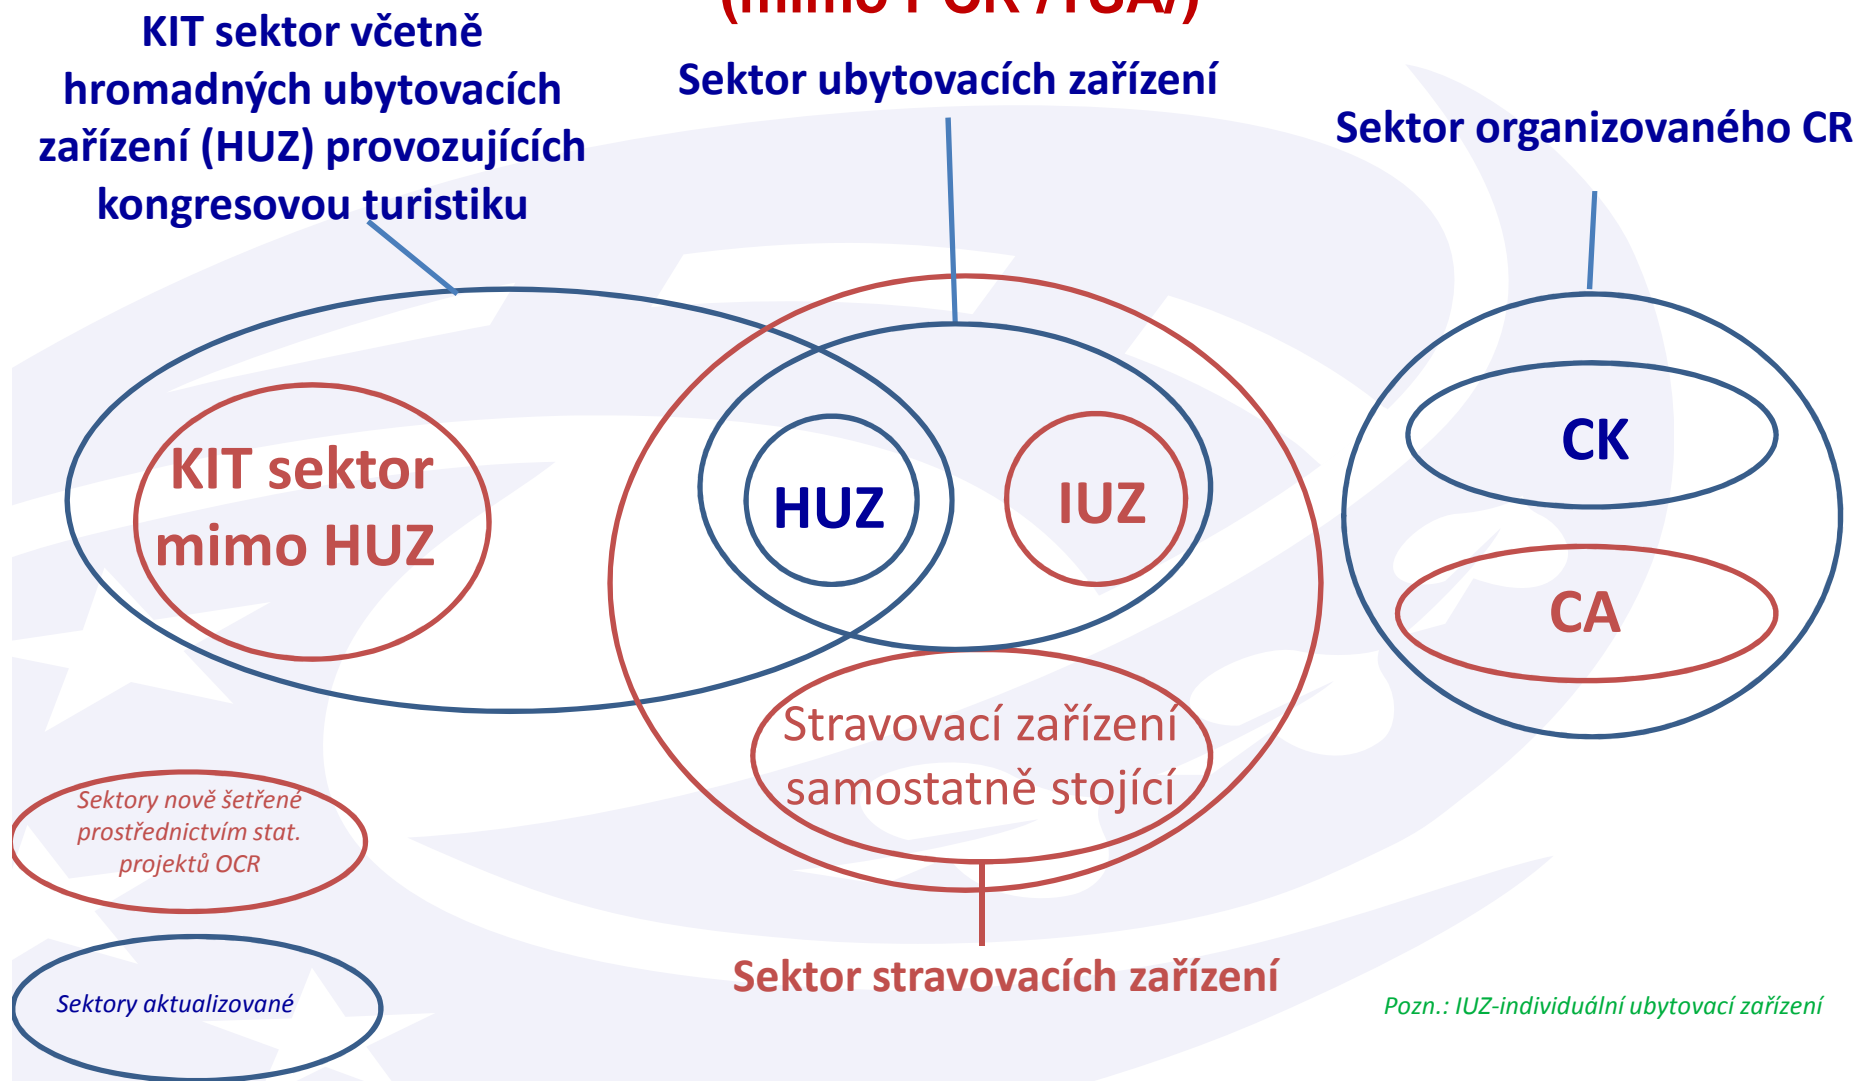 (mimo
KIT sektor včetně
hromadných ubytovacích
zařízení (HUZ) provozujících
kongresovou turistiku
Sektor ubytovacích zařízení
Sektor organizovaného CR
KIT sektor
mimo HUZ
HUZ
IUZ
CK
CA
Stravovací zařízení
samostatně stojící
Sektory nově šetřené
prostřednictvím stat.
projektů OCR
Sektory aktualizované
Sektor stravovacích zařízení
Pozn.: IUZ-individuální ubytovací zařízení